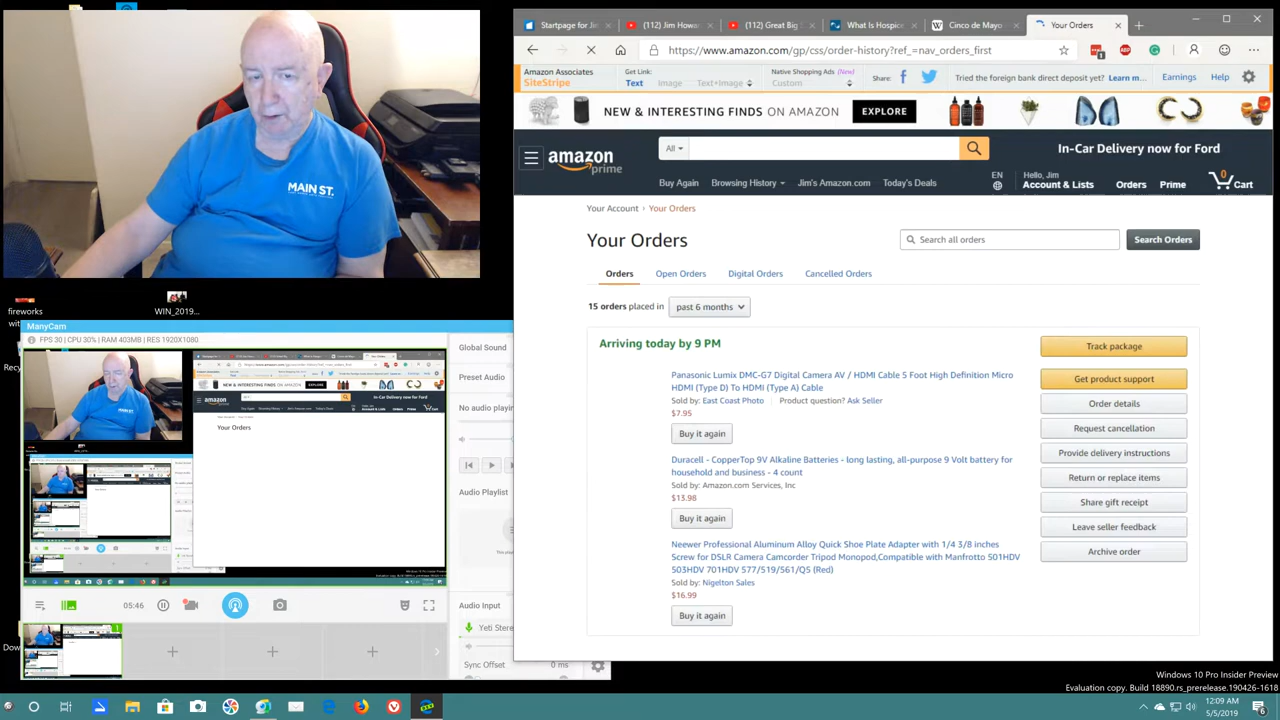 MAIN ST.
fireworks
wit
WIN_2019...
Recy
Dow
ManyCam
FPS 30 | CPU 30% | RAM 403MB | RES 1920X1080
Global Sound
Preset Audio
No audio playin
Audio Playlist
Audio Input
Yeti Stere
Sync Offset
0 ms
05:46
1
Your Orders
Startpage for Jim
(112) Jim Howar
(112) Great Big S
What Is Hospice
Cinco de Mayo
Your Orders
https://www.amazon.com/gp/css/order-history?ref_=nav_orders_first
Amazon Associates
SiteStripe
Get Link:
Text
Image
Text+Image
Native Shopping Ads (New)
Custom
Share:
Tried the foreign bank direct deposit yet? Learn m...
Earnings
Help
NEW & INTERESTING FINDS ON AMAZON
EXPLORE
amazon
prime
All
In-Car Delivery now for Ford
Buy Again
Browsing History
Jim's Amazon.com
Today's Deals
EN
Hello, Jim
Account & Lists
Orders
Prime
0
Cart
Your Account › Your Orders
Your Orders
Search all orders
Search Orders
Orders
Open Orders
Digital Orders
Cancelled Orders
15 orders placed in
past 6 months
Arriving today by 9 PM
Panasonic Lumix DMC-G7 Digital Camera AV / HDMI Cable 5 Foot High Definition Micro
HDMI (Type D) To HDMI (Type A) Cable
Sold by: East Coast Photo | Product question? Ask Seller
$7.95
Buy it again
Duracell - CopperTop 9V Alkaline Batteries - long lasting, all-purpose 9 Volt battery for
household and business - 4 count
Sold by: Amazon.com Services, Inc
$13.98
Buy it again
Neewer Professional Aluminum Alloy Quick Shoe Plate Adapter with 1/4 3/8 inches
Screw for DSLR Camera Camcorder Tripod Monopod,Compatible with Manfrotto 501HDV
503HDV 701HDV 577/519/561/Q5 (Red)
Sold by: Nigelton Sales
$16.99
Buy it again
Track package
Get product support
Order details
Request cancellation
Provide delivery instructions
Return or replace items
Share gift receipt
Leave seller feedback
Archive order
Windows 10 Pro Insider Preview
Evaluation copy. Build 18890.rs_prerelease.190426-1618
12:09 AM
5/5/2019
6